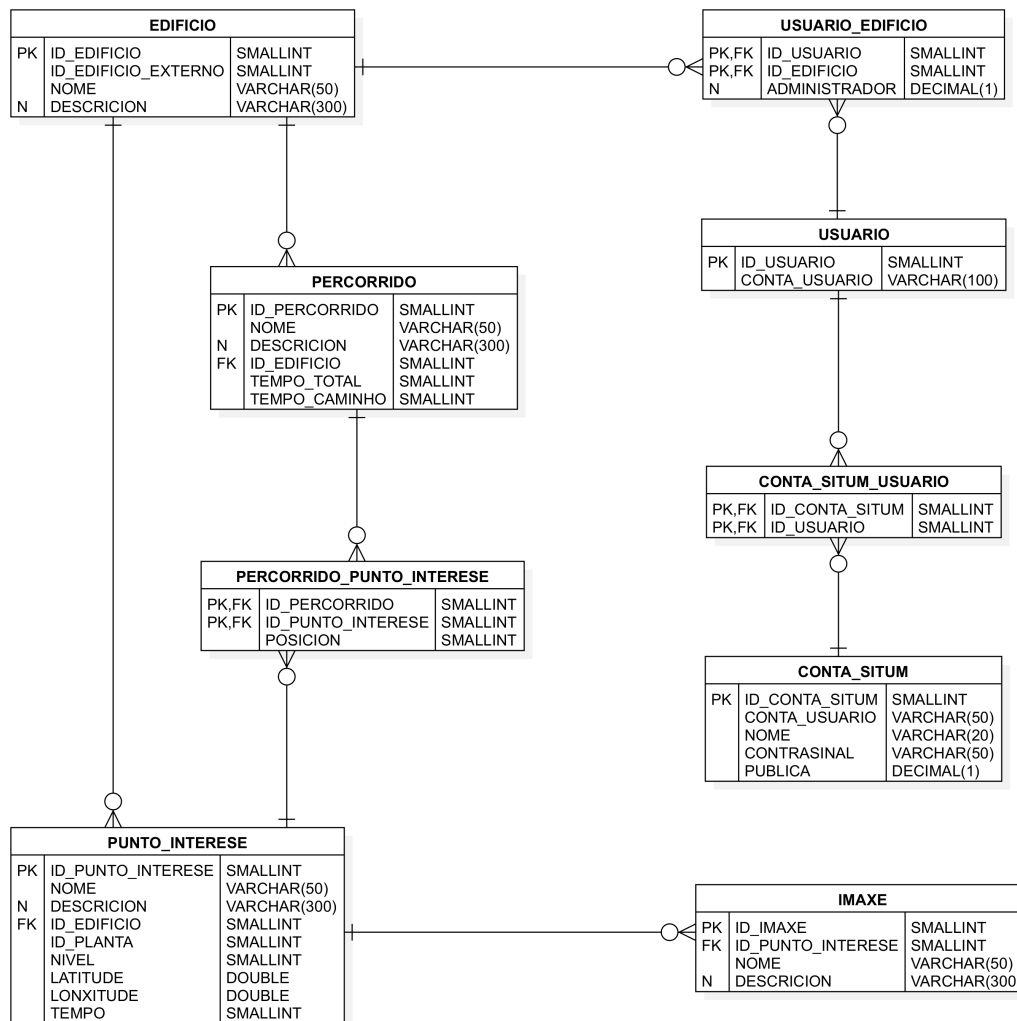 EDIFICIO
PK ID_EDIFICIO SMALLINT
ID_EDIFICIO_EXTERNO SMALLINT
NOME VARCHAR(50)
N DESCRICION VARCHAR(300)
USUARIO_EDIFICIO
PK,FK ID_USUARIO SMALLINT
PK,FK ID_EDIFICIO SMALLINT
N ADMINISTRADOR DECIMAL(1)
USUARIO
PK ID_USUARIO SMALLINT
CONTA_USUARIO VARCHAR(100)
PERCORRIDO
PK ID_PERCORRIDO SMALLINT
NOME VARCHAR(50)
N DESCRICION VARCHAR(300)
FK ID_EDIFICIO SMALLINT
TEMPO_TOTAL SMALLINT
TEMPO_CAMINHO SMALLINT
CONTA_SITUM_USUARIO
PK,FK ID_CONTA_SITUM SMALLINT
PK,FK ID_USUARIO SMALLINT
PERCORRIDO_PUNTO_INTERESE
PK,FK ID_PERCORRIDO SMALLINT
PK,FK ID_PUNTO_INTERESE SMALLINT
POSICION SMALLINT
CONTA_SITUM
PK ID_CONTA_SITUM SMALLINT
CONTA_USUARIO VARCHAR(50)
NOME VARCHAR(20)
CONTRASINAL VARCHAR(50)
PUBLICA DECIMAL(1)
PUNTO_INTERESE
PK ID_PUNTO_INTERESE SMALLINT
NOME VARCHAR(50)
N DESCRICION VARCHAR(300)
FK ID_EDIFICIO SMALLINT
ID_PLANTA SMALLINT
NIVEL SMALLINT
LATITUDE DOUBLE
LONXITUDE DOUBLE
TEMPO SMALLINT
IMAXE
PK ID_IMAXE SMALLINT
FK ID_PUNTO_INTERESE SMALLINT
NOME VARCHAR(50)
N DESCRICION VARCHAR(300